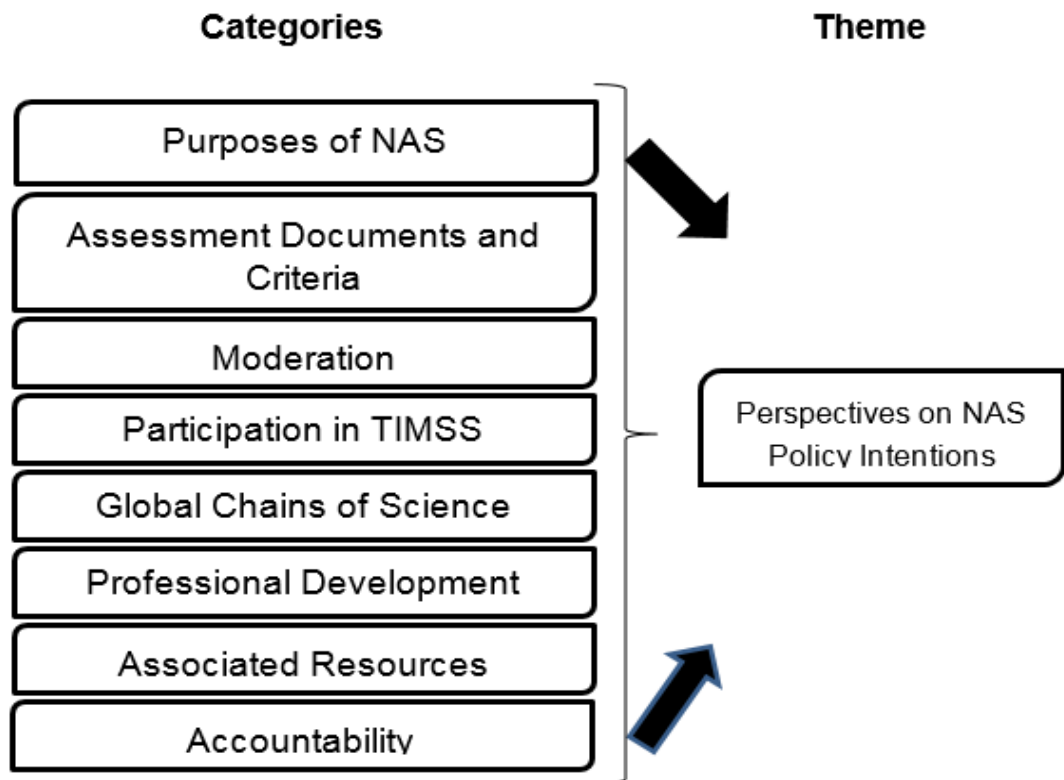 Categories
Theme
Purposes of NAS
Assessment Documents and
Criteria
Moderation
Participation in TIMSS
Global Chains of Science
Professional Development
Associated Resources
Accountability
Perspectives on NAS
Policy Intentions